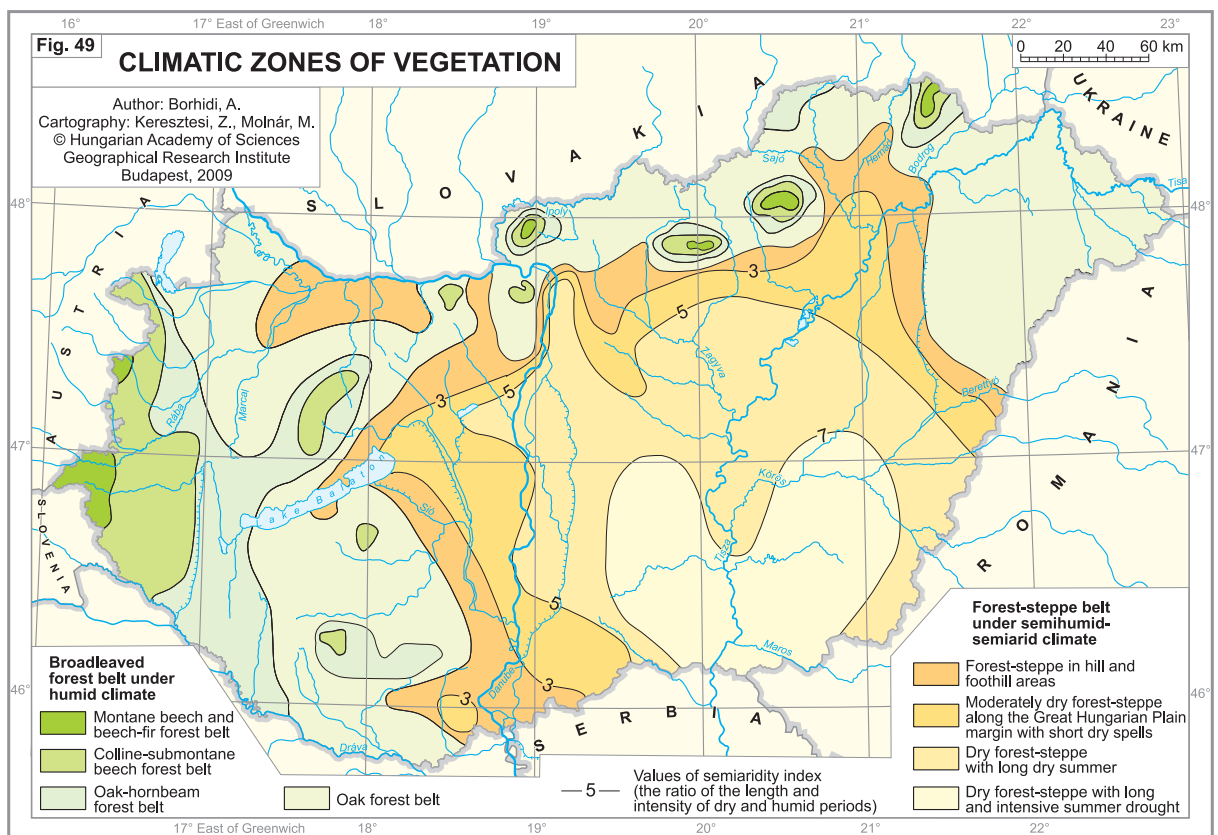 16°
17° East of Greenwich
18°
19°
20°
21°
22°
23°
Fig. 49
CLIMATIC ZONES OF VEGETATION
0 20 40 60 km
Author: Borhidi, A.
Cartography: Keresztesi, Z., Molnár, M.
© Hungarian Academy of Sciences
Geographical Research Institute
Budapest, 2009
SLOVAKIA
UKRAINE
AUSTRIA
ROMANIA
SLOVENIA
SERBIA
48°
48°
47°
47°
46°
46°
Ipoly
Sajó
Hernád
Bodrog
Tisa
Rába
Marcal
Zagyva
Berettyó
Lake Balaton
Sió
Körös
Tisza
Maros
Danube
Dráva
3
5
3
5
7
5
3
3
Broadleaved
forest belt under
humid climate
Montane beech and
beech-fir forest belt
Colline-submontane
beech forest belt
Oak-hornbeam
forest belt
Oak forest belt
—5— Values of semiaridity index
(the ratio of the length and
intensity of dry and humid periods)
Forest-steppe belt
under semihumid-
semiarid climate
Forest-steppe in hill and
foothill areas
Moderately dry forest-steppe
along the Great Hungarian Plain
margin with short dry spells
Dry forest-steppe
with long dry summer
Dry forest-steppe with long
and intensive summer drought
17° East of Greenwich
18°
19°
20°
21°
22°